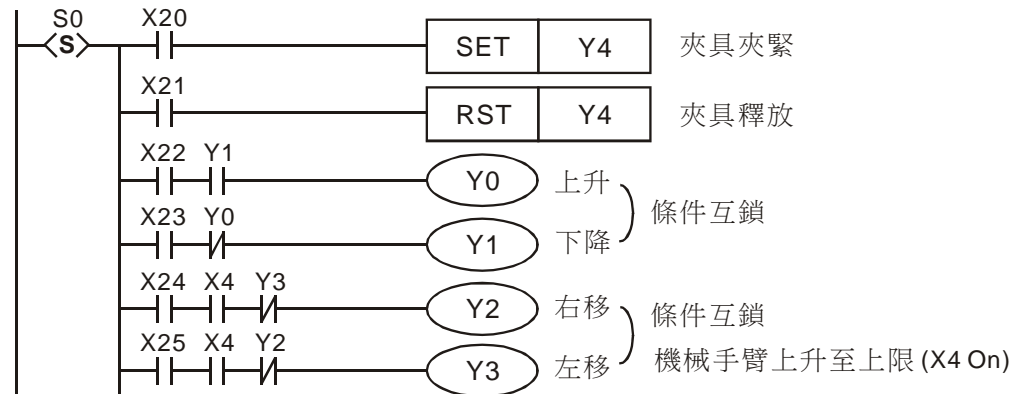 S0
S
X20
SET Y4 夾具夾緊
X21
RST Y4 夾具釋放
X22 Y1
Y0 上升
條件互鎖
X23 Y0
Y1 下降
X24 X4 Y3
Y2 右移
條件互鎖
X25 X4 Y2
Y3 左移
機械手臂上升至上限 (X4 On)